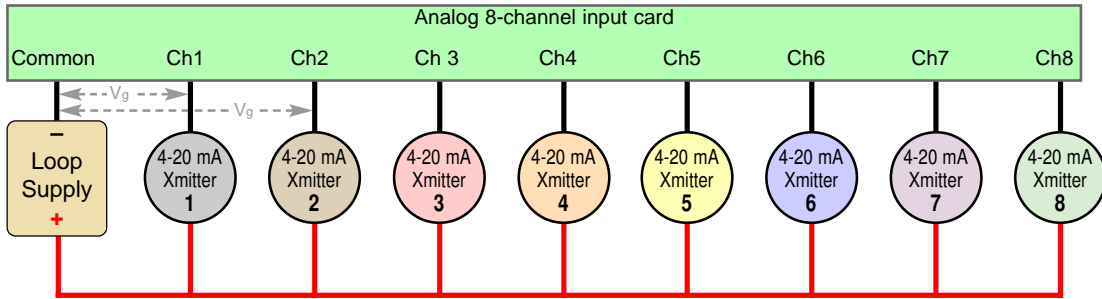 Analog 8-channel input card
Common Ch1 Ch2 Ch 3 Ch4 Ch5 Ch6 Ch7 Ch8
Vg
Vg
–
Loop
Supply
+
4-20 mA
Xmitter
1
4-20 mA
Xmitter
2
4-20 mA
Xmitter
3
4-20 mA
Xmitter
4
4-20 mA
Xmitter
5
4-20 mA
Xmitter
6
4-20 mA
Xmitter
7
4-20 mA
Xmitter
8